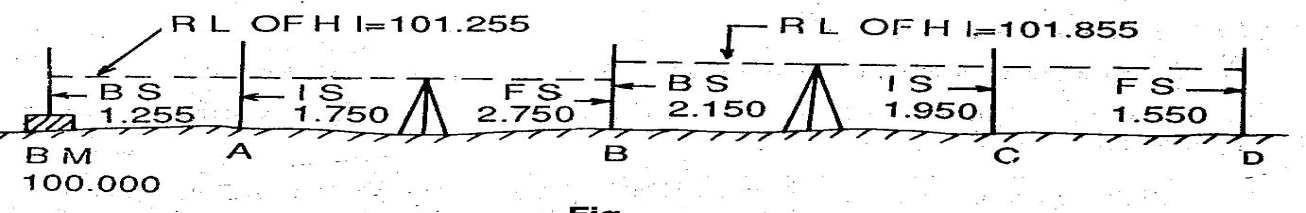 R L OF H I=101.255
R L OF H I=101.855
B S
1.255
I S
1.750
F S
2.750
B S
2.150
I S
1.950
F S
1.550
B M
100.000
A
B
C
D
Fig